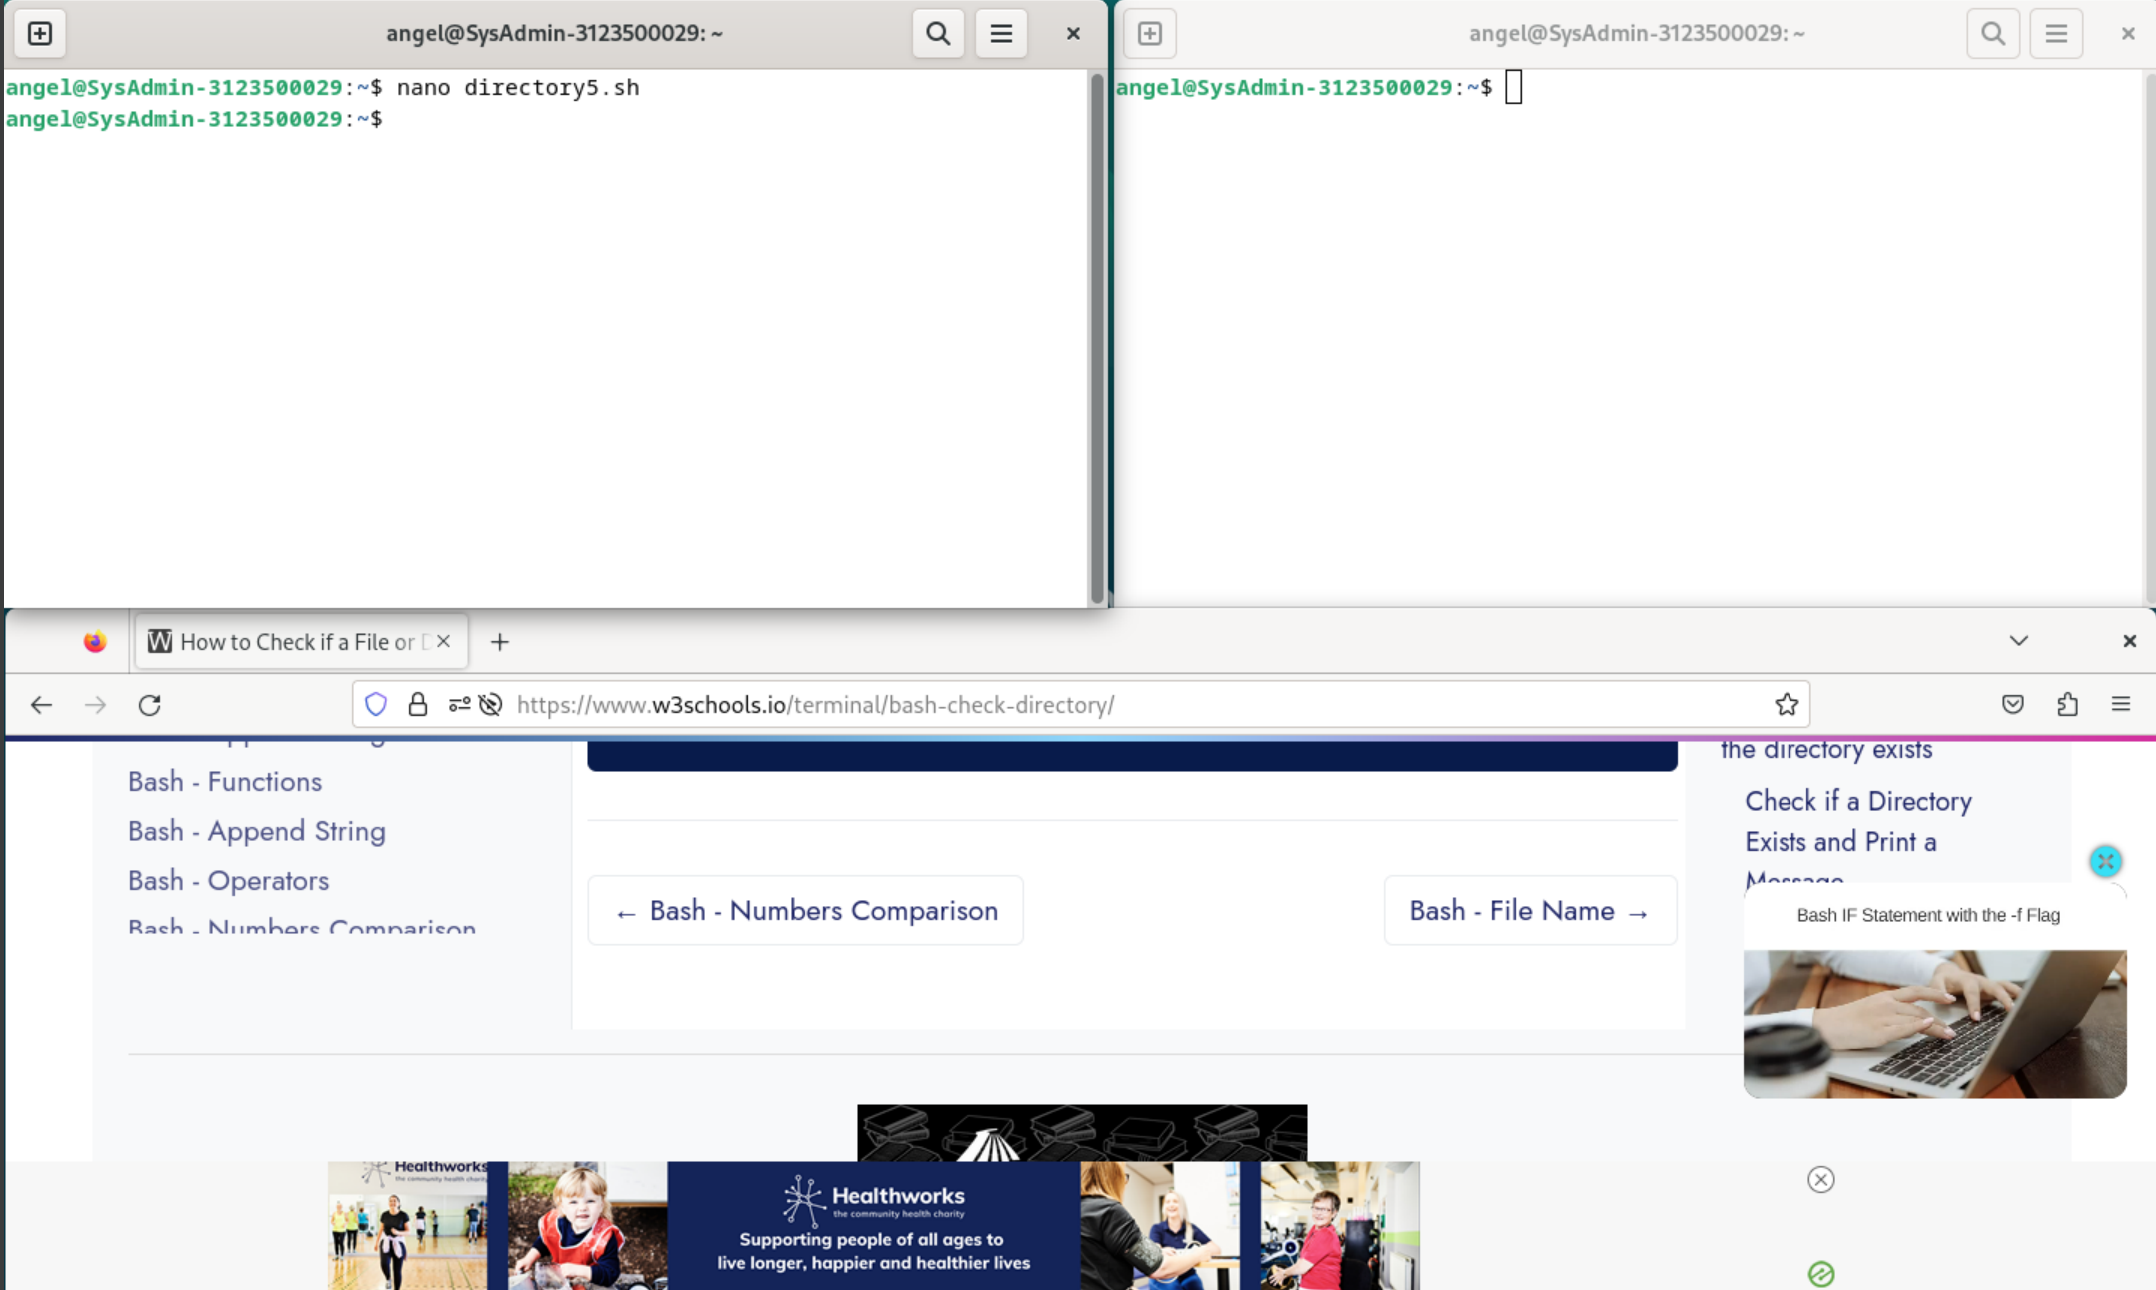 angel@SysAdmin-3123500029: ~
angel@SysAdmin-3123500029:~$ nano directory5.sh
angel@SysAdmin-3123500029:~$
angel@SysAdmin-3123500029: ~
angel@SysAdmin-3123500029:~$
How to Check if a File or D
https://www.w3schools.io/terminal/bash-check-directory/
Bash - Functions
Bash - Append String
Bash - Operators
Bash - Numbers Comparison
← Bash - Numbers Comparison
Bash - File Name →
the directory exists
Check if a Directory
Exists and Print a
Message
Bash IF Statement with the -f Flag
Healthworks
the community health charity
Healthworks
the community health charity
Supporting people of all ages to
live longer, happier and healthier lives